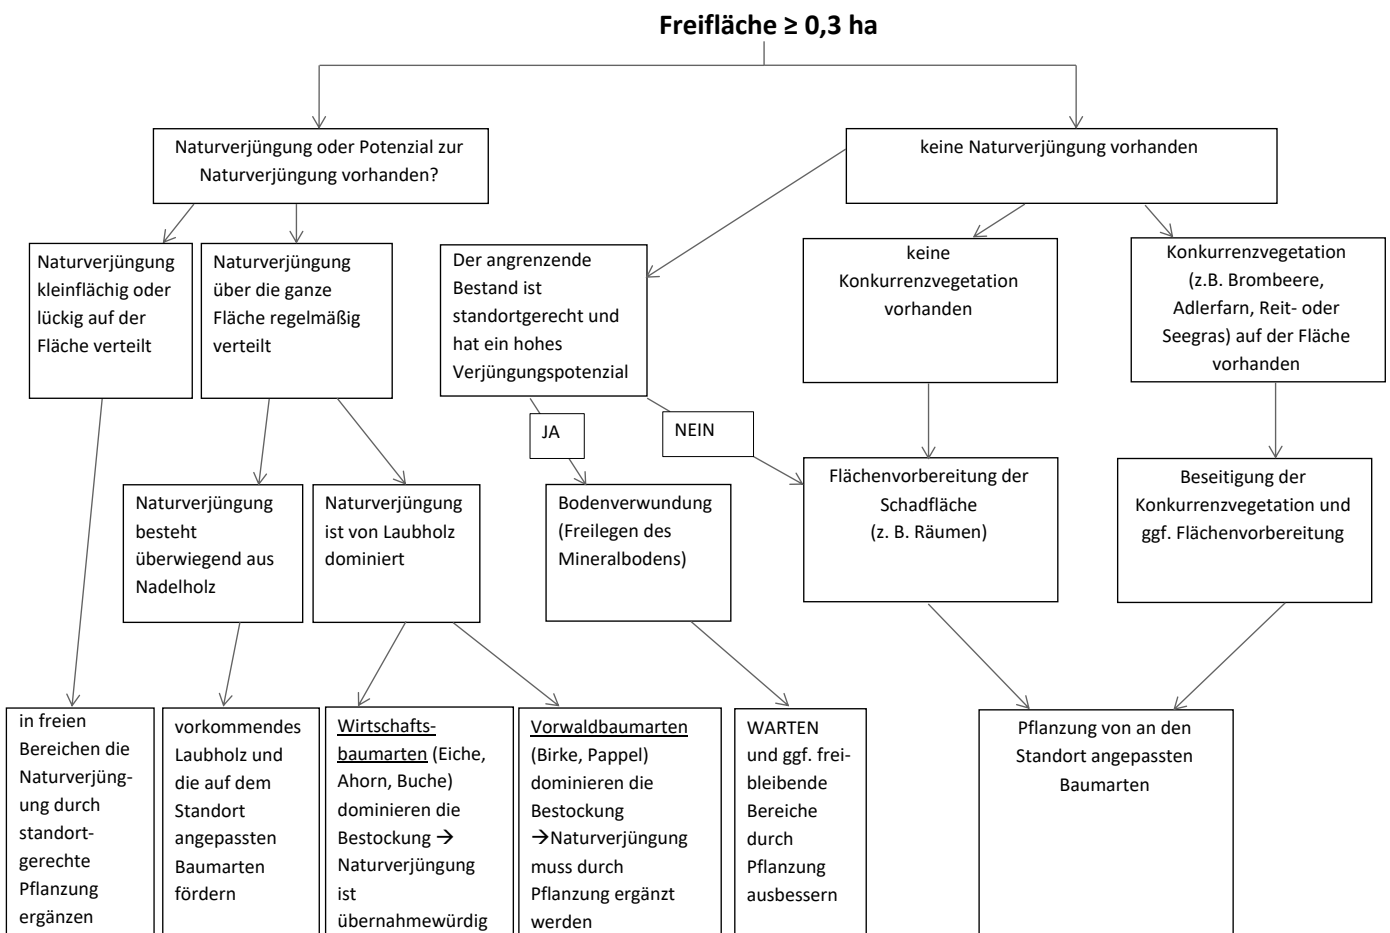 Freifläche ≥ 0,3 ha
Naturverjüngung oder Potenzial zur
Naturverjüngung vorhanden?
keine Naturverjüngung vorhanden
Naturverjüngung
kleinflächig oder
lückig auf der
Fläche verteilt
Naturverjüngung
über die ganze
Fläche regelmäßig
verteilt
Der angrenzende
Bestand ist
standortgerecht und
hat ein hohes
Verjüngungspotenzial
keine
Konkurrenzvegetation
vorhanden
Konkurrenzvegetation
(z.B. Brombeere,
Adlerfarn, Reit- oder
Seegras) auf der Fläche
vorhanden
JA
NEIN
Naturverjüngung
besteht
überwiegend aus
Nadelholz
Naturverjüngung
ist von Laubholz
dominiert
Bodenverwundung
(Freilegen des
Mineralbodens)
Flächenvorbereitung der
Schadfläche
(z. B. Räumen)
Beseitigung der
Konkurrenzvegetation und
ggf. Flächenvorbereitung
in freien
Bereichen die
Naturverjüng-
ung durch
standort-
gerechte
Pflanzung
ergänzen
vorkommendes
Laubholz und
die auf dem
Standort
angepassten
Baumarten
fördern
Wirtschafts-
baumarten (Eiche,
Ahorn, Buche)
dominieren die
Bestockung →
Naturverjüngung
ist
übernahmewürdig
Vorwaldbaumarten
(Birke, Pappel)
dominieren die
Bestockung
→Naturverjüngung
muss durch
Pflanzung ergänzt
werden
WARTEN
und ggf. frei-
bleibende
Bereiche
durch
Pflanzung
ausbessern
Pflanzung von an den
Standort angepassten
Baumarten